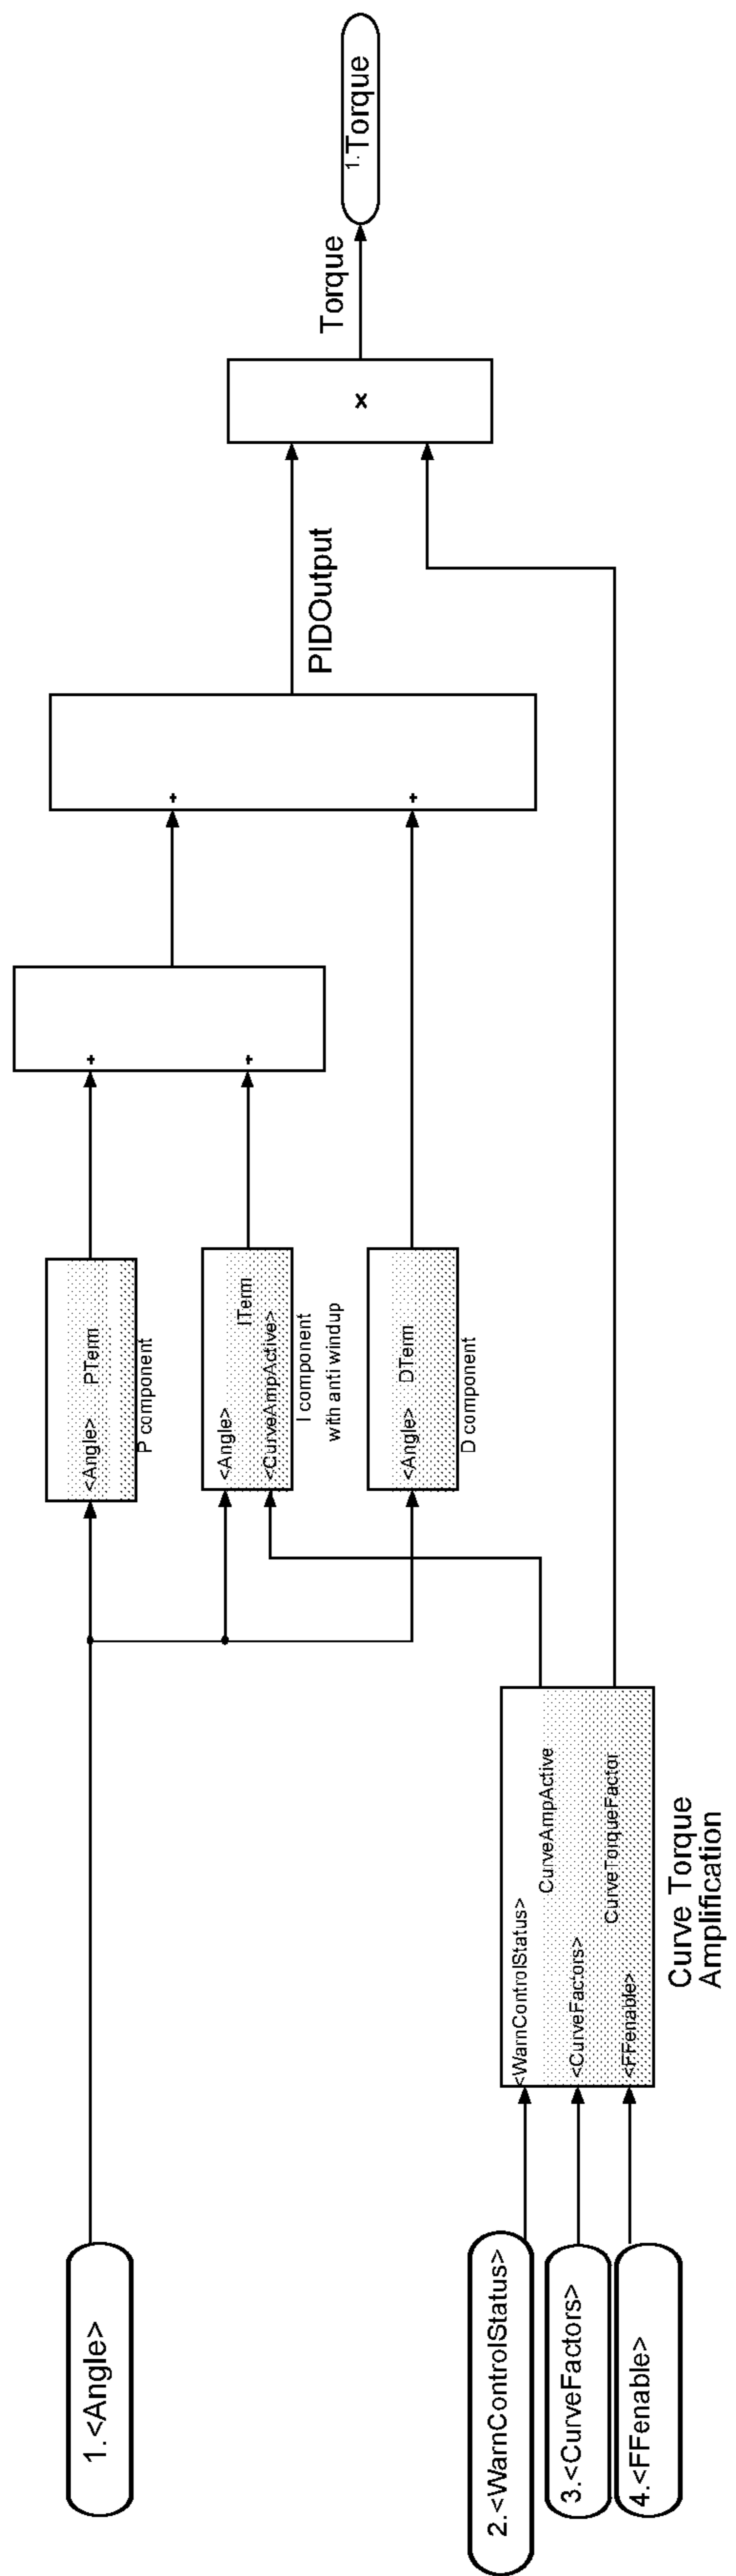 1.<Angle>
2.<WarnControlStatus>
3.<CurveFactors>
4.<FFenable>
<WarnControlStatus>
CurveAmpActive
<CurveFactors>
CurveTorqueFactor
<FFenable>
Curve Torque
Amplification
<Angle> PTerm
P component
<Angle>
ITerm
<CurveAmpActive>
I component
with anti windup
<Angle> DTerm
D component
+
+
+
+
PIDOutput
x
Torque
1.Torque